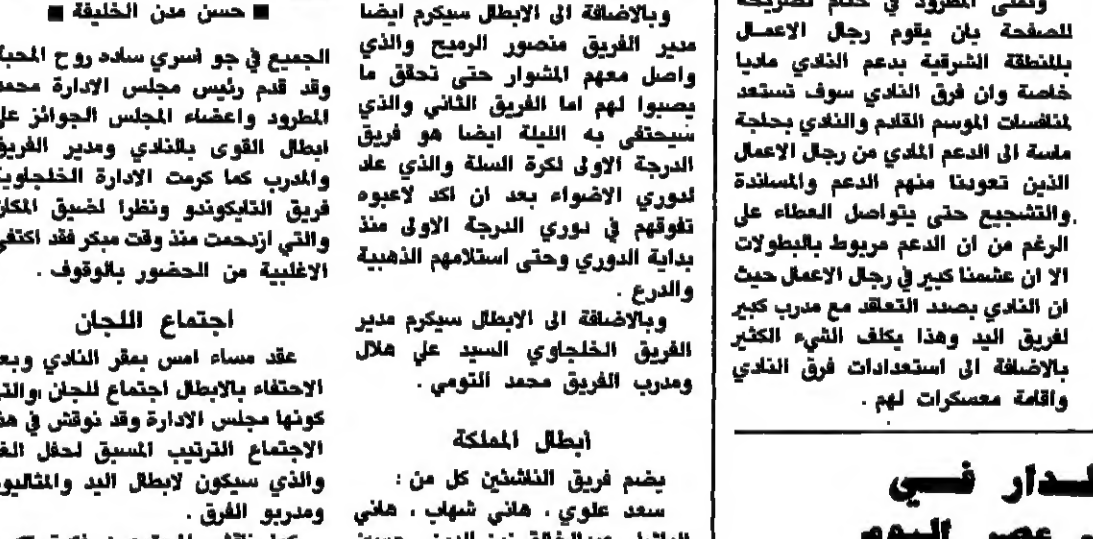 وتمنى المطرود في ختام تصريحه
للصفحة بان يقوم رجال الاعمال
بالمنطقة الشرقية بدعم النادي ماديا
خاصة وان فرق النادي سوف تستعد
لمنافسات الموسم القادم والنادي بحاجة
ماسة الى الدعم المادي من رجال الاعمال
الذين تعودنا منهم الدعم والمساندة
والتشجيع حتى يتواصل العطاء على
الرغم من ان الدعم مربوط بالبطولات
الا ان عشمنا كبير في رجال الاعمال حيث
ان النادي بصدد التعاقد مع مدرب كبير
لفريق اليد وهذا يكلف الشيء الكثير
بالاضافة الى استعدادات فرق النادي
واقامة معسكرات لهم .
ـدار فـــي
عصر اليوم
وبالاضافة الى الابطال سيكرم ايضا
مدير الفريق منصور الرميح والذي
واصل معهم المشوار حتى تحقق ما
يصبوا لهم اما الفريق الثاني والذي
سيحتفى به الليلة ايضا هو فريق
الدرجة الاولى لكرة السلة والذي عاد
لدوري الاضواء بعد ان اكد لاعبوه
تفوقهم في دوري الدرجة الاولى منذ
بداية الدوري وحتى استلامهم الذهبية
والدرع .
وبالاضافة الى الابطال سيكرم مدير
الفريق الخلجاوي السيد علي هلال
ومدرب الفريق محمد التومي .
أبطال المملكة
يضم فريق الناشئين كل من :
سعد علوي ، هاني شهاب ، هاني
■ حسن مدن الخليفة ■
الجميع في جو اسري ساده روح المحبة
وقد قدم رئيس مجلس الادارة محمد
المطرود واعضاء المجلس الجوائز على
ابطال القوى بالنادي ومدير الفريق
والمدرب كما كرمت الادارة الخلجاوية
فريق التايكوندو ونظرا لضيق المكان
والتي ازدحمت منذ وقت مبكر فقد اكتفى
الاغلبية من الحضور بالوقوف .
اجتماع اللجان
عقد مساء امس بمقر النادي وبعد
الاحتفاء بالابطال اجتماع للجان والتي
كونها مجلس الادارة وقد نوقش في هذا
الاجتماع الترتيب المسبق لحفل الغد
والذي سيكون لابطال اليد والمثاليون
ومدربو الفرق .